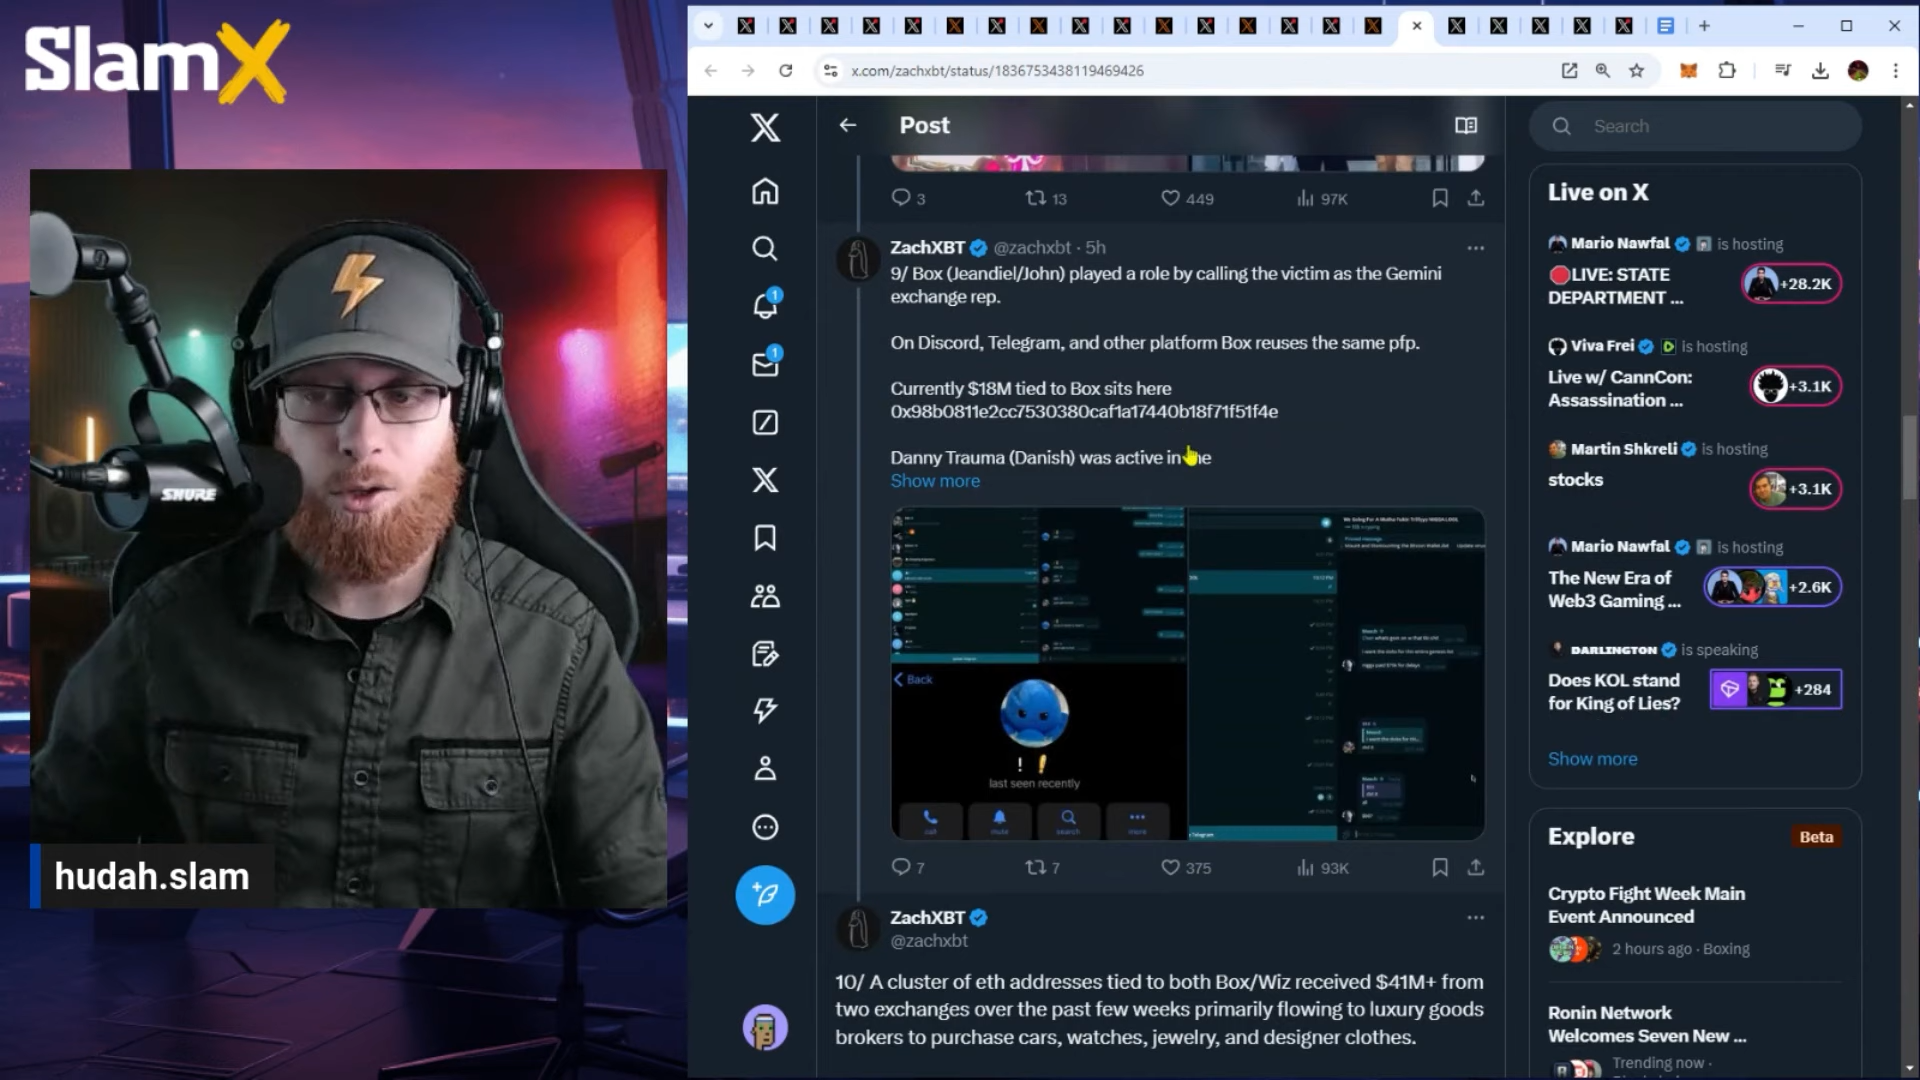 SlamX
x.com/zachxbt/status/1836753438119469426
Post
Search
3
13
449
97K
ZachXBT @zachxbt · 5h
9/ Box (Jeandiel/John) played a role by calling the victim as the Gemini
exchange rep.
On Discord, Telegram, and other platform Box reuses the same pfp.
Currently $18M tied to Box sits here
0x98b0811e2cc7530380caf1a17440b18f71f51f4e
Danny Trauma (Danish) was active in
Show more
Back
last seen recently
call
mute
search
more
7
7
375
93K
ZachXBT
@zachxbt
10/ A cluster of eth addresses tied to both Box/Wiz received $41M+ from
two exchanges over the past few weeks primarily flowing to luxury goods
brokers to purchase cars, watches, jewelry, and designer clothes.
Live on X
Mario Nawfal is hosting
LIVE: STATE
DEPARTMENT ...
+28.2K
Viva Frei is hosting
Live w/ CannCon:
Assassination ...
+3.1K
Martin Shkreli is hosting
stocks
+3.1K
Mario Nawfal is hosting
The New Era of
Web3 Gaming ...
+2.6K
DARLINGTON is speaking
Does KOL stand
for King of Lies?
+284
Show more
Explore
Beta
Crypto Fight Week Main
Event Announced
2 hours ago · Boxing
Ronin Network
Welcomes Seven New ...
Trending now ·
1
1
SHURE
hudah.slam